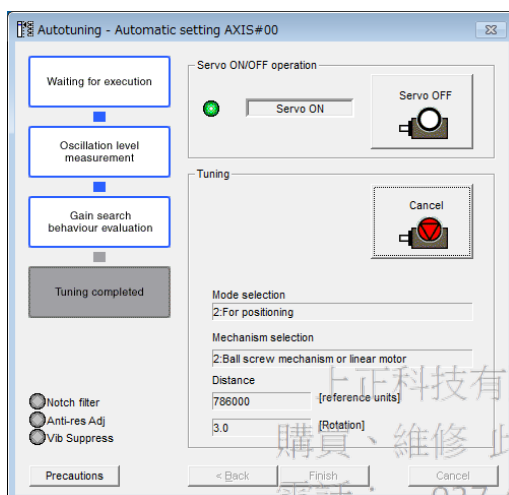 Autotuning - Automatic setting AXIS#00
Waiting for execution
Oscillation level
measurement
Gain search
behaviour evaluation
Tuning completed
Notch filter
Anti-res Adj
Vib Suppress
Precautions
Servo ON/OFF operation
Servo ON
Servo OFF
Tuning
Cancel
Mode selection
2:For positioning
Mechanism selection
2:Ball screw mechanism or linear motor
Distance
786000 [reference units]
3.0 [Rotation]
< Back
Finish
Cancel
上正科技有
購買、維修
電話: 037